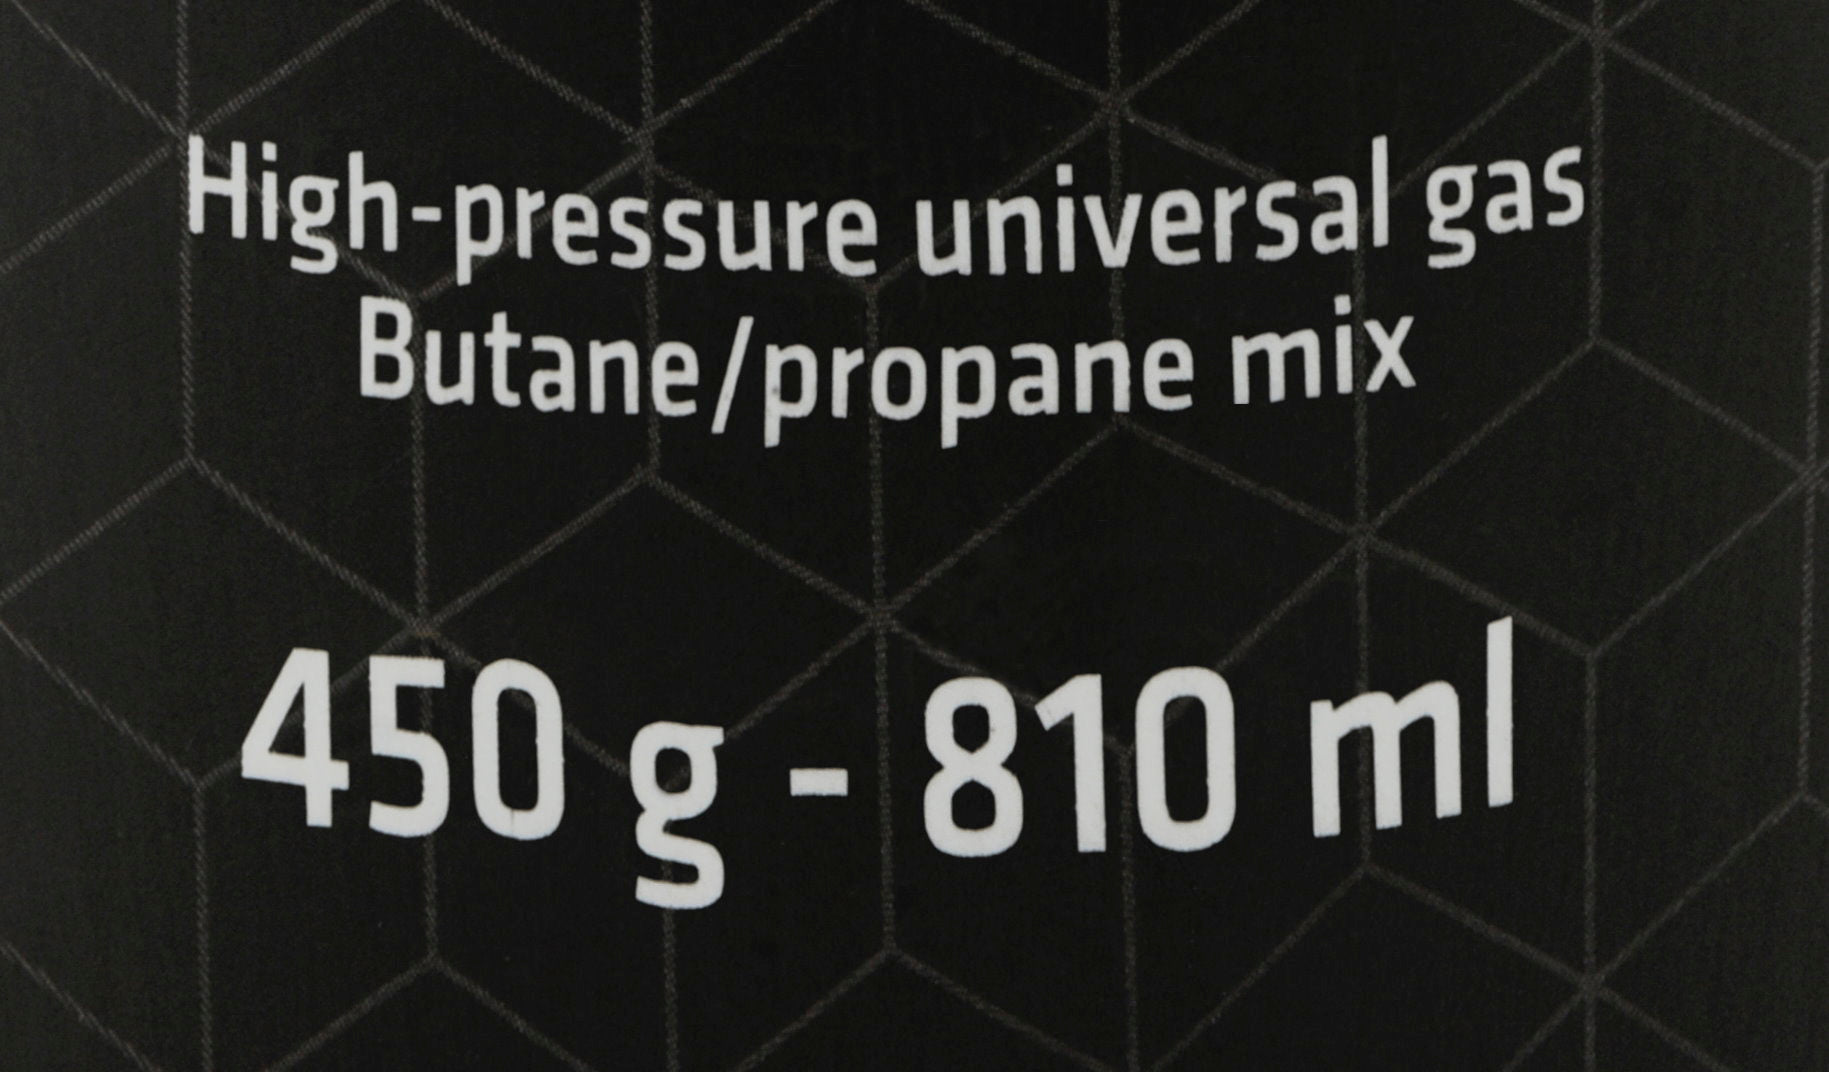 High-pressure universal gas
Butane/propane mix
450 g - 810 ml